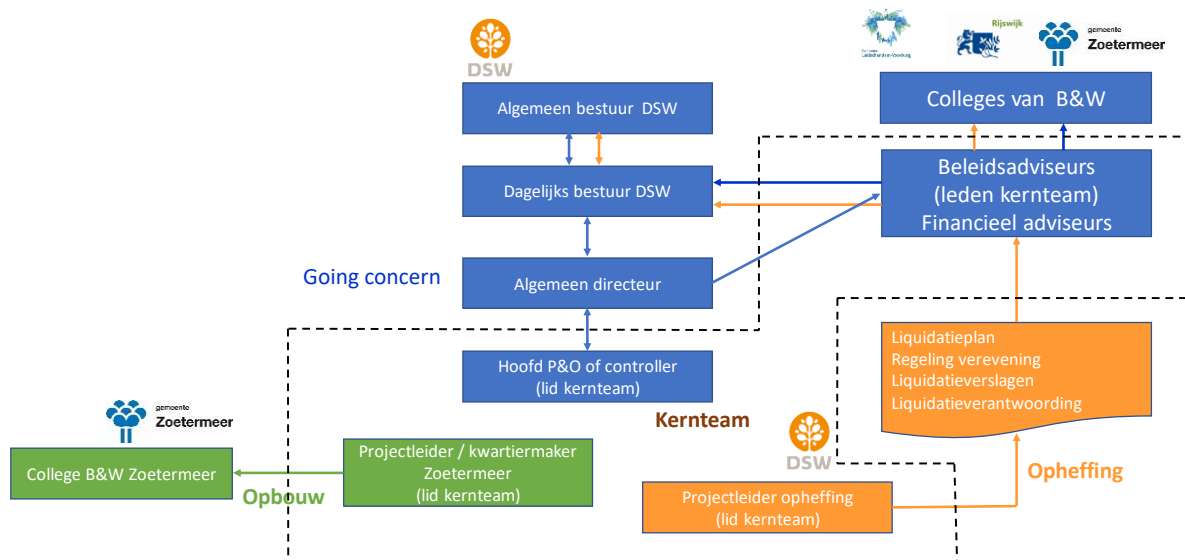 DSW
Rijswijk
gemeente
Zoetermeer
Algemeen bestuur DSW
Colleges van B&W
Dagelijks bestuur DSW
Beleidsadviseurs
(leden kernteam)
Financieel adviseurs
Going concern
Algemeen directeur
Hoofd P&O of controller
(lid kernteam)
Liquidatieplan
Regeling verevening
Liquidatieverslagen
Liquidatieverantwoording
Kernteam
gemeente
Zoetermeer
DSW
College B&W Zoetermeer
Opbouw
Projectleider / kwartiermaker
Zoetermeer
(lid kernteam)
Projectleider opheffing
(lid kernteam)
Opheffing